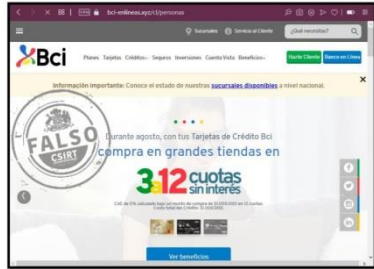 bci-enlineas.xyz/cl/personas
Sucursales Servicio al Cliente ¿Qué necesitas?
Bci
Planes Tarjetas Créditos Seguros Inversiones Cuenta Vista Beneficios Hazte Cliente Banco en Línea
Información importante: Conoce el estado de nuestras sucursales disponibles a nivel nacional.
FALSO
CSIRT
Durante agosto, con tus Tarjetas de Crédito Bci
compra en grandes tiendas en
3a12 cuotas
sin interés
Ver beneficios